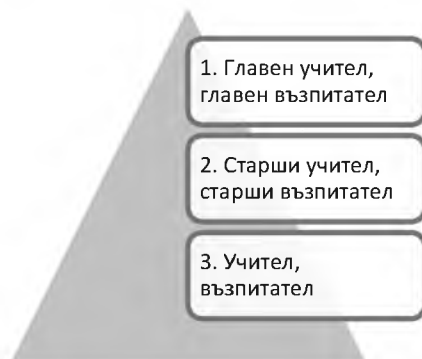 1. Главен учител,
главен възпитател
2. Старши учител,
старши възпитател
3. Учител,
възпитател